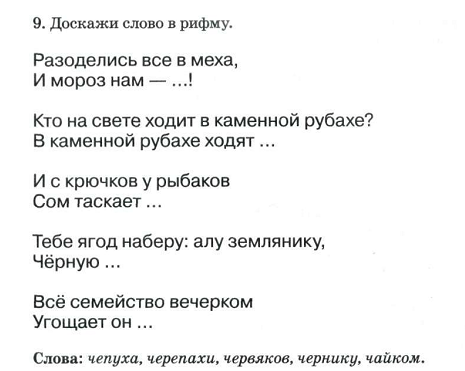 9. Доскажи слово в рифму.
Разоделись все в меха,
И мороз нам — ...!
Кто на свете ходит в каменной рубахе?
В каменной рубахе ходят ...
И с крючков у рыбаков
Сом таскает ...
Тебе ягод наберу: алу землянику,
Чёрную ...
Всё семейство вечерком
Угощает он ...
Слова: чепуха, черепахи, червяков, чернику, чайком.